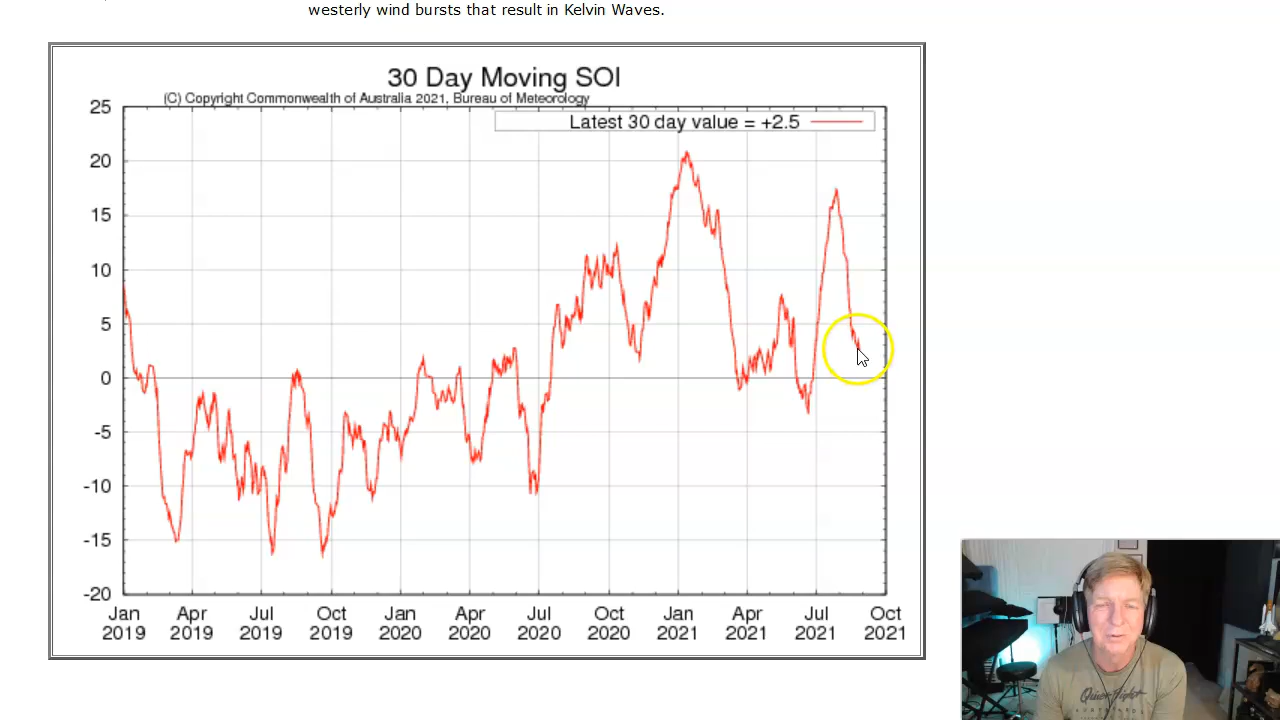 westerly wind bursts that result in Kelvin Waves.
30 Day Moving SOI
(C) Copyright Commonwealth of Australia 2021, Bureau of Meteorology
Latest 30 day value = +2.5
25
20
15
10
5
0
-5
-10
-15
-20
Jan Apr Jul Oct Jan Apr Jul Oct Jan Apr Jul Oct
2019 2019 2019 2019 2020 2020 2020 2020 2021 2021 2021 2021